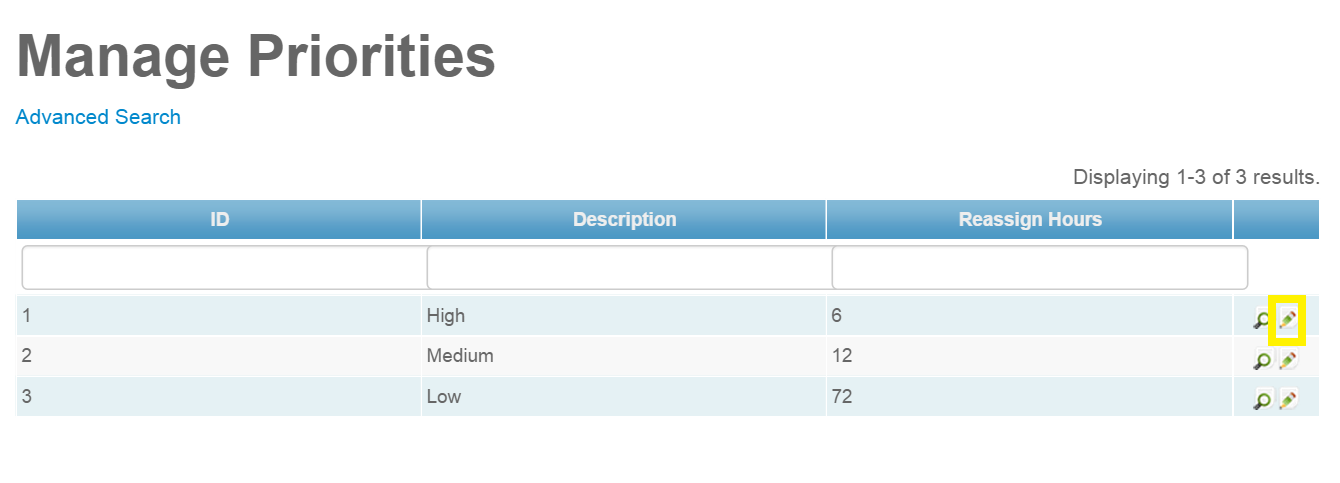 Manage Priorities
Advanced Search
Displaying 1-3 of 3 results.
ID Description Reassign Hours
1 High 6
2 Medium 12
3 Low 72